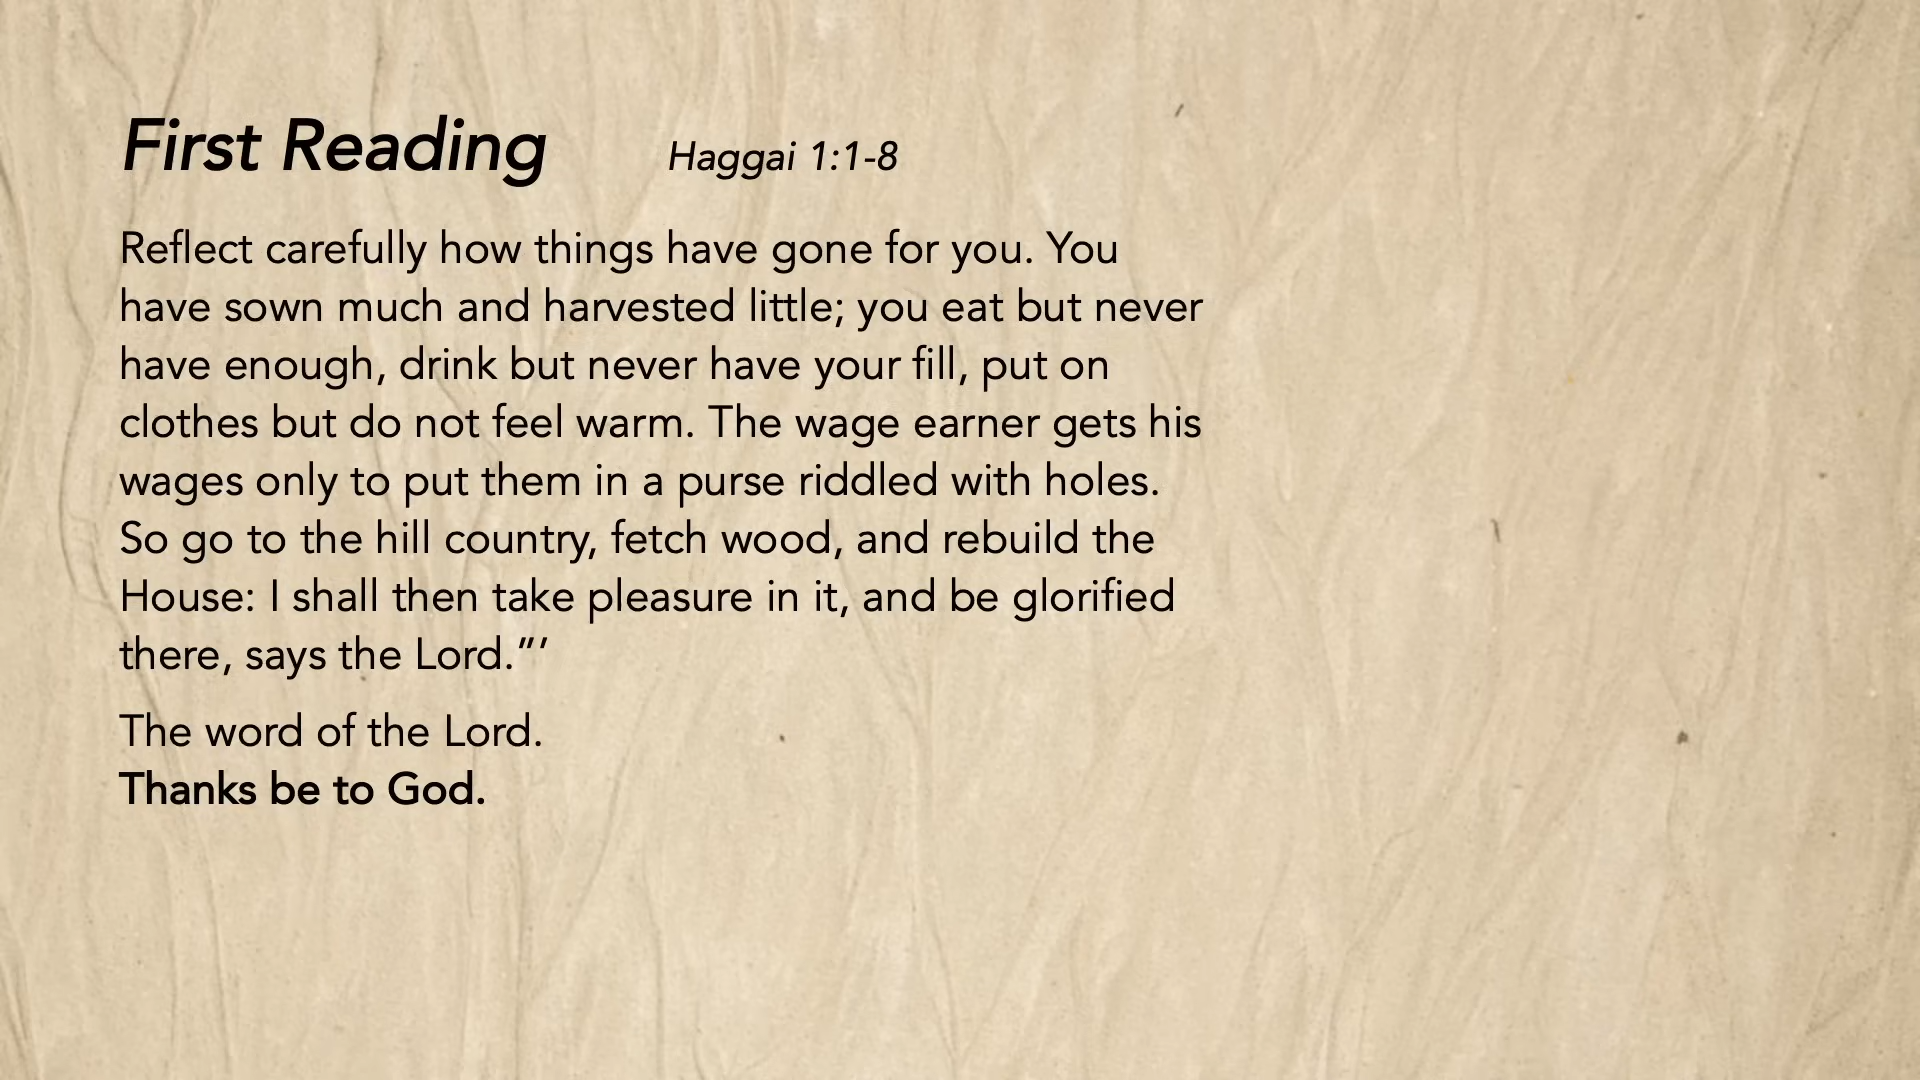 First Reading Haggai 1:1-8
Reflect carefully how things have gone for you. You
have sown much and harvested little; you eat but never
have enough, drink but never have your fill, put on
clothes but do not feel warm. The wage earner gets his
wages only to put them in a purse riddled with holes.
So go to the hill country, fetch wood, and rebuild the
House: I shall then take pleasure in it, and be glorified
there, says the Lord.”’
The word of the Lord.
Thanks be to God.